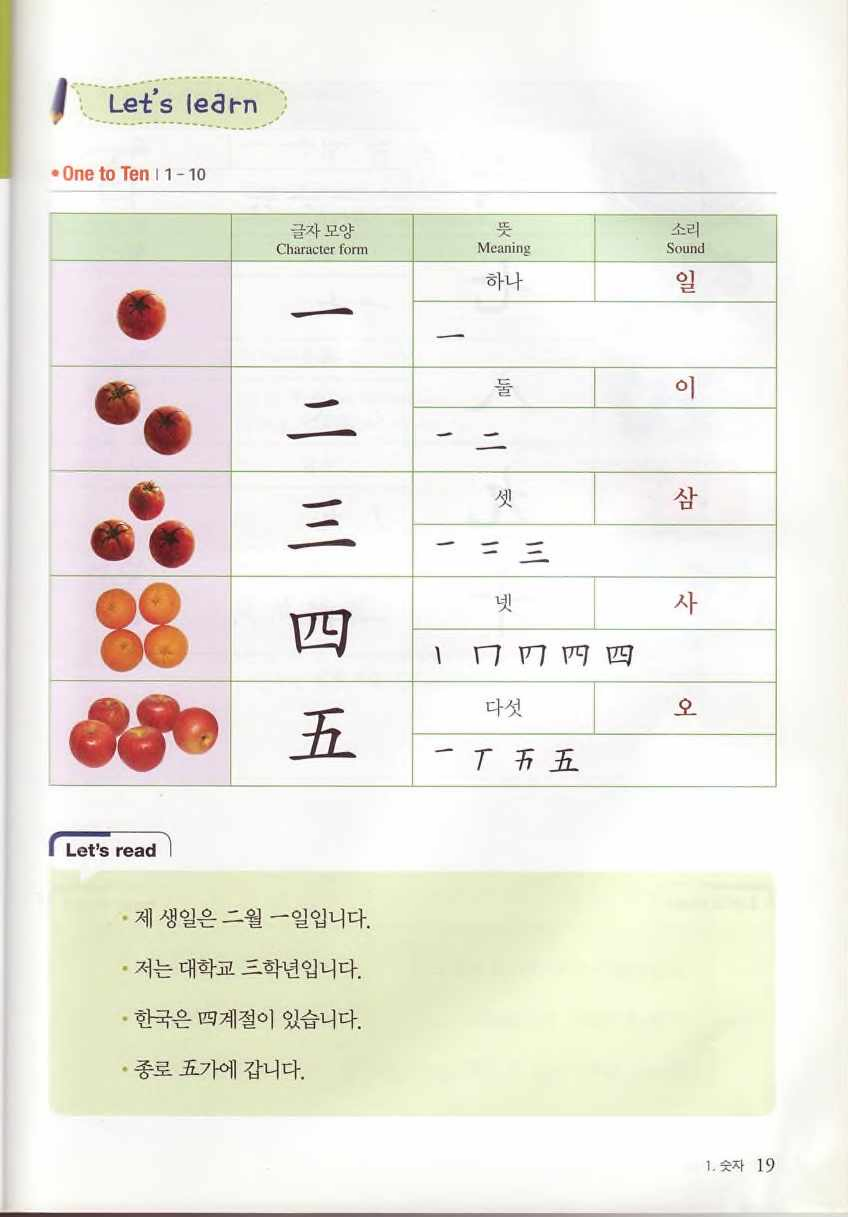 Let's learn
• One to Ten | 1 – 10
글자 모양 뜻 소리
Character form Meaning Sound
하나 일
一
一
둘 이
二
一 二
셋 삼
三
一 二 三
넷 사
四
丨 冂 四
다섯 오
五
一 丅 五
Let's read
• 제 생일은 二월 一일입니다.
• 저는 대학교 三학년입니다.
• 한국은 四계절이 있습니다.
• 종로 五가에 갑니다.
1. 숫자 19